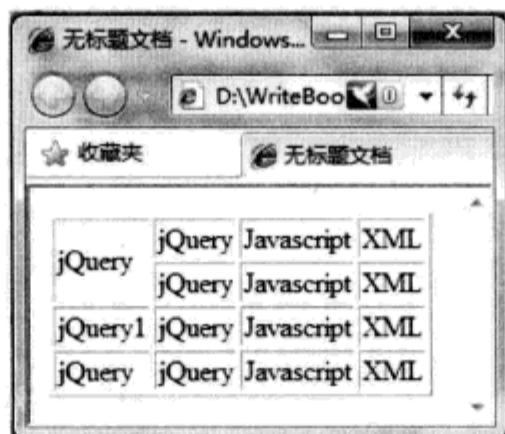 无标题文档 - Windows...
D:\WriteBoo
收藏夹
无标题文档
jQuery jQuery Javascript XML
jQuery Javascript XML
jQuery1 jQuery Javascript XML
jQuery jQuery Javascript XML